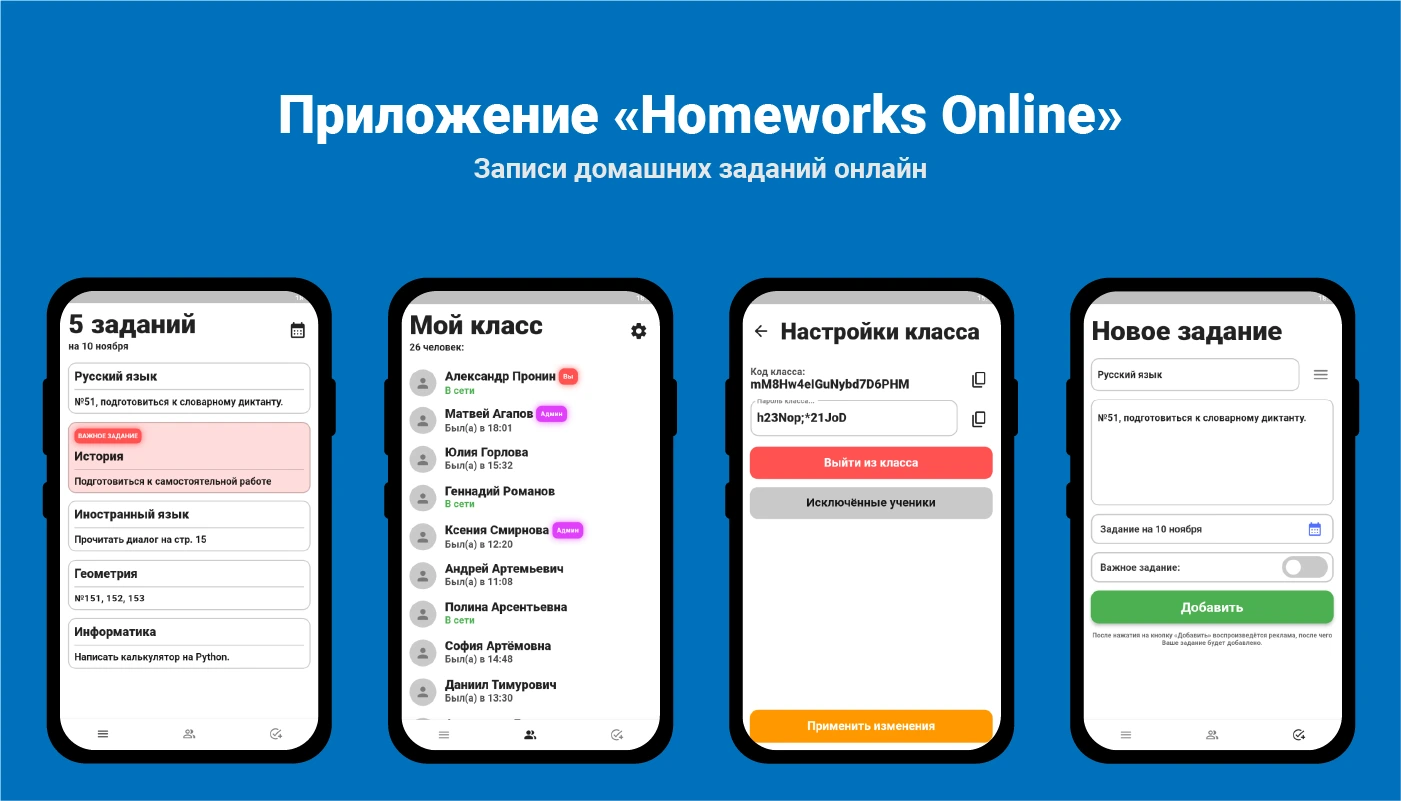 Приложение «Homeworks Online»
Записи домашних заданий онлайн
5 заданий
на 10 ноября
Русский язык
№51, подготовиться к словарному диктанту.
ВАЖНОЕ ЗАДАНИЕ
История
Подготовиться к самостоятельной работе
Иностранный язык
Прочитать диалог на стр. 15
Геометрия
№151, 152, 153
Информатика
Написать калькулятор на Python.
Мой класс
26 человек:
Александр Пронин Вы
В сети
Матвей Агапов Админ
Был(а) в 18:01
Юлия Горлова
Был(а) в 15:32
Геннадий Романов
В сети
Ксения Смирнова Админ
Был(а) в 12:20
Андрей Артемьевич
Был(а) в 11:08
Полина Арсентьевна
В сети
София Артёмовна
Был(а) в 14:48
Даниил Тимурович
Был(а) в 13:30
Настройки класса
Код класса:
mM8Hw4elGuNybd7D6PHM
Пароль класса...
h23Nop;*21JoD
Выйти из класса
Исключённые ученики
Применить изменения
Новое задание
Русский язык
№51, подготовиться к словарному диктанту.
Задание на 10 ноября
Важное задание:
Добавить
После нажатия на кнопку «Добавить» воспроизведётся реклама, после чего
Ваше задание будет добавлено.